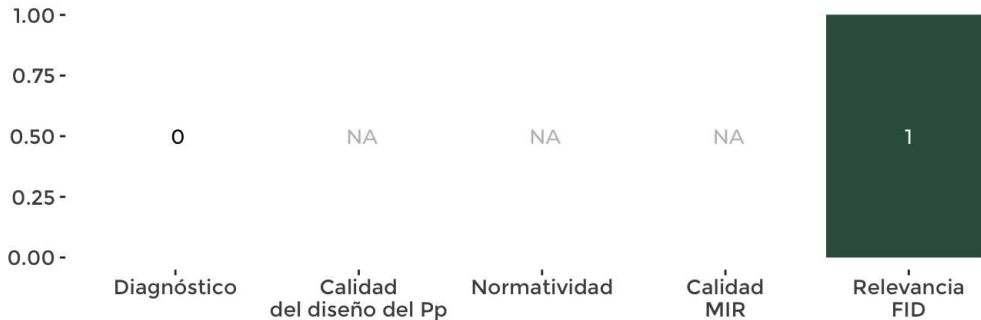 1.00
0.75
0.50
0.25
0.00
0
NA
NA
NA
1
Diagnóstico
Calidad
del diseño del Pp
Normatividad
Calidad
MIR
Relevancia
FID